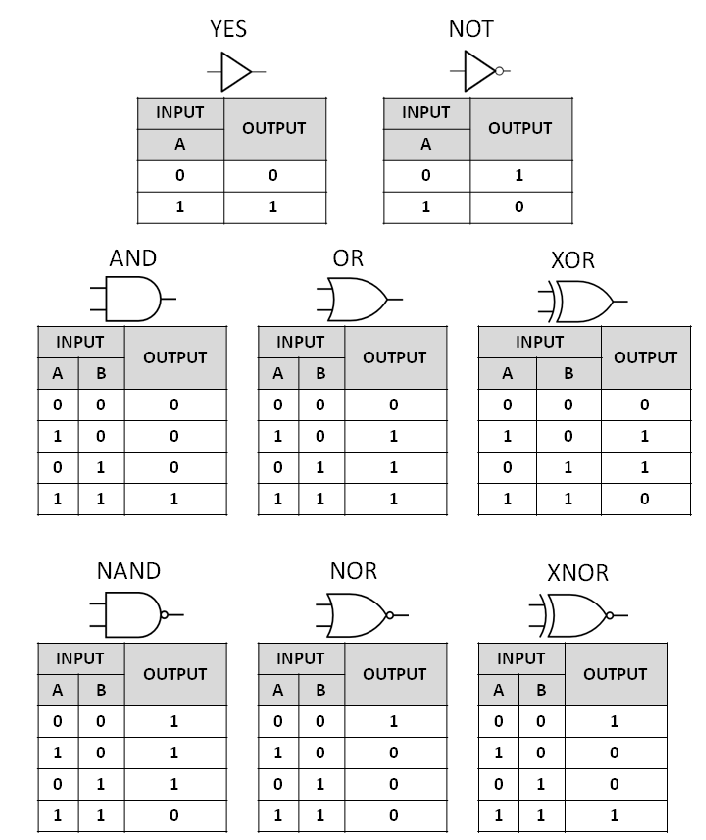 YES NOT
INPUT OUTPUT INPUT OUTPUT
A A
0 0 0 1
1 1 1 0
AND OR XOR
INPUT OUTPUT INPUT OUTPUT INPUT OUTPUT
A B A B A B
0 0 0 0 0 0 0 0 0
1 0 0 1 0 1 1 0 1
0 1 0 0 1 1 0 1 1
1 1 1 1 1 1 1 1 0
NAND NOR XNOR
INPUT OUTPUT INPUT OUTPUT INPUT OUTPUT
A B A B A B
0 0 1 0 0 1 0 0 1
1 0 1 1 0 0 1 0 0
0 1 1 0 1 0 0 1 0
1 1 0 1 1 0 1 1 1